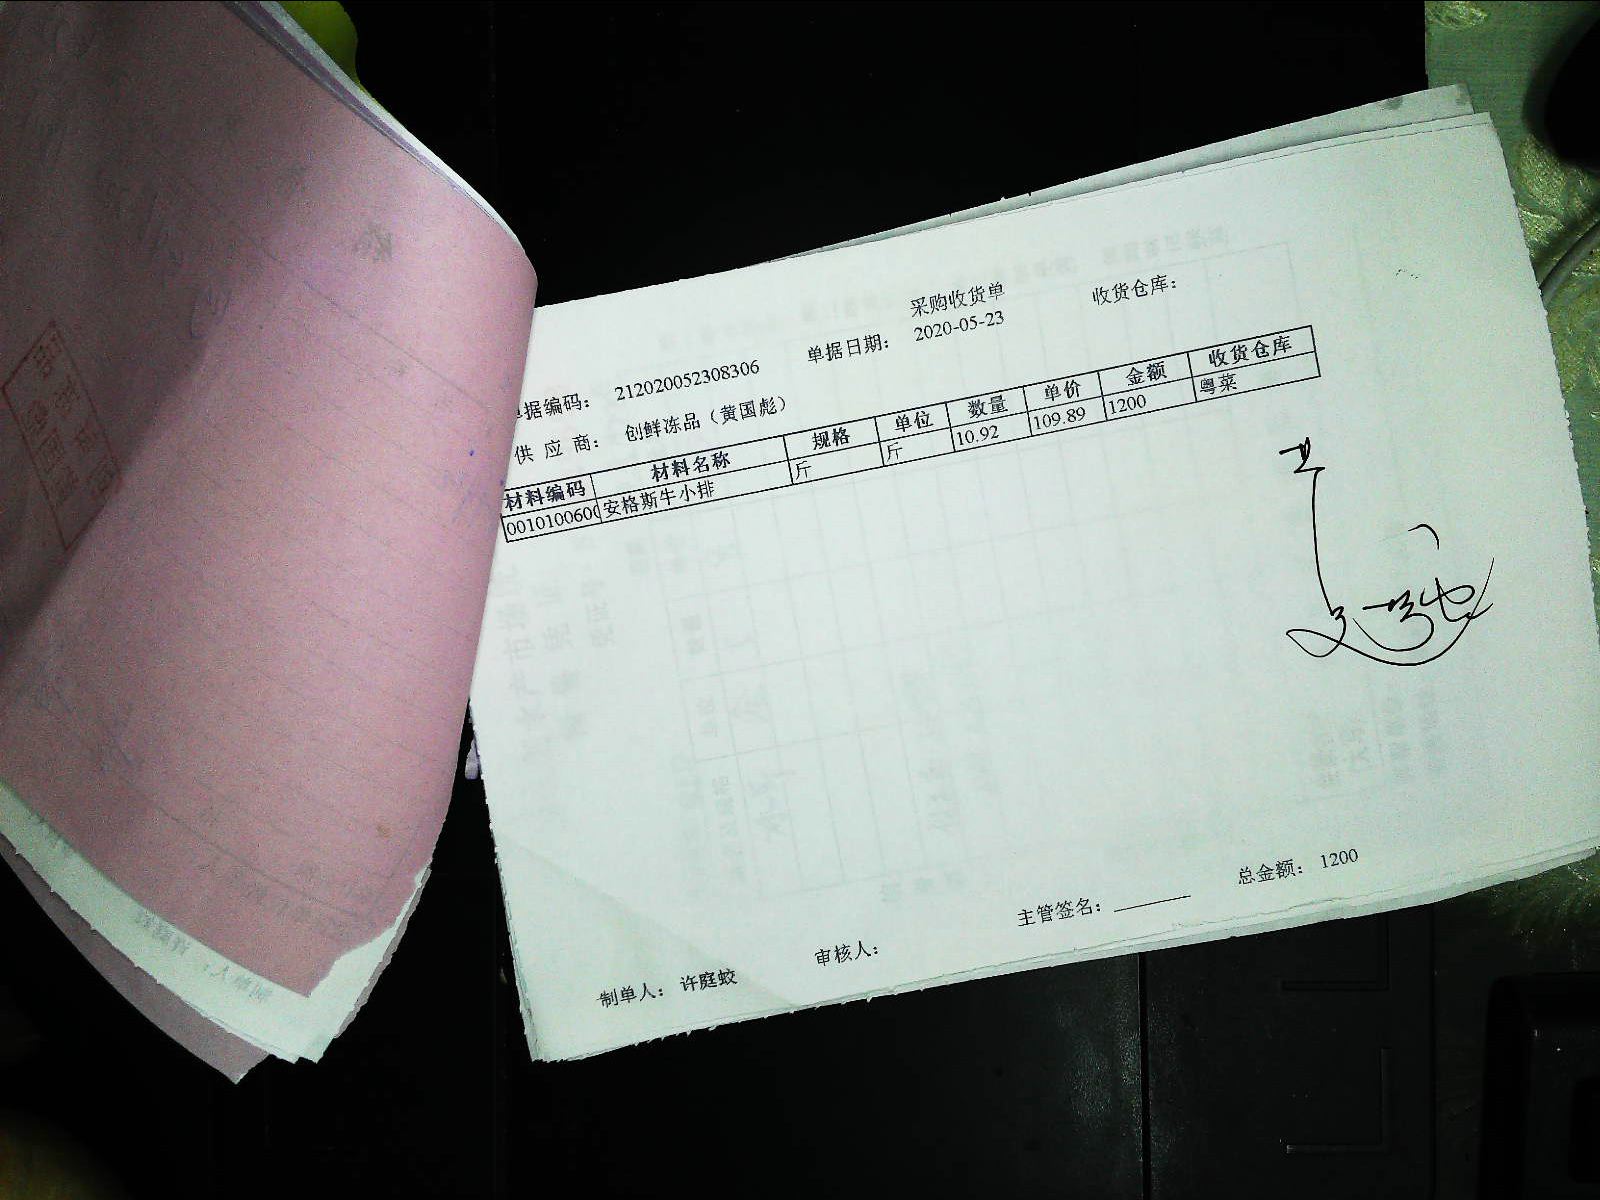 采购收货单
据编码： 212020052308306 单据日期： 2020-05-23 收货仓库：
供 应 商： 创鲜冻品（黄国彪）
材料编码 材料名称 规格 单位 数量 单价 金额 收货仓库
0010100600 安格斯牛小排 斤 斤 10.92 109.89 1200 粤菜
总金额： 1200
制单人： 许庭蛟 审核人： 主管签名：